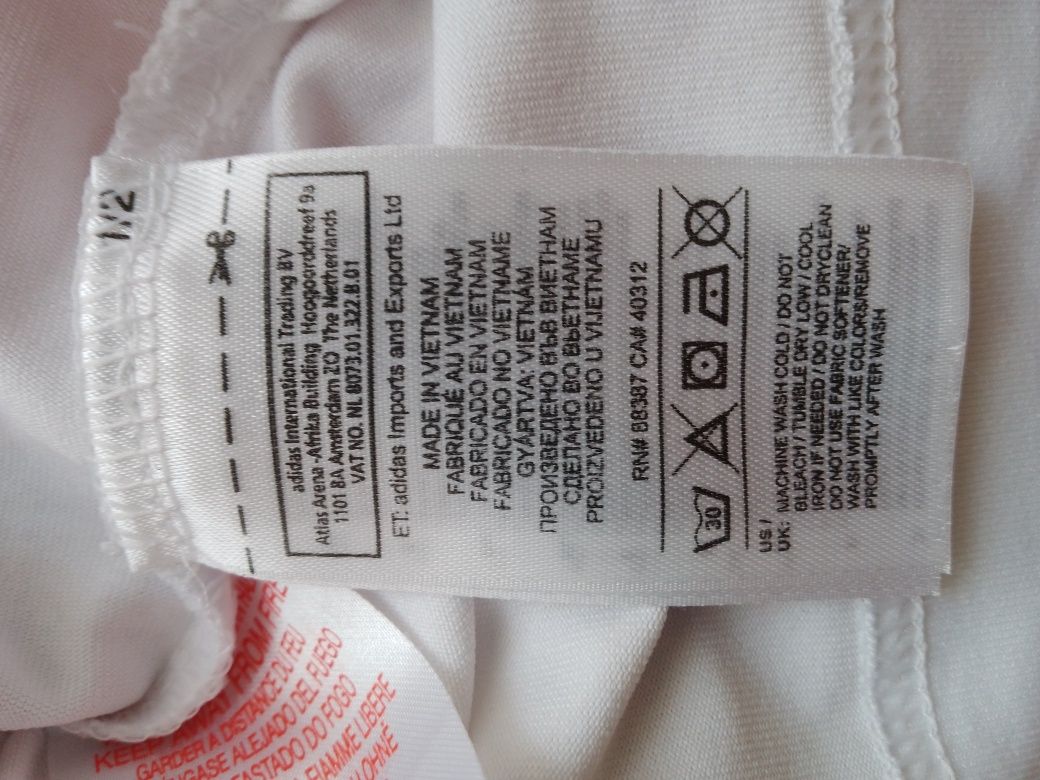 1/2
adidas International Trading BV
Atlas Arena -Afrika Building Hoogoorddreef 9a
1101 BA Amsterdam ZO The Netherlands
VAT NO. NL 8073.01.322.B.01
ET: adidas Imports and Exports Ltd
MADE IN VIETNAM
FABRIQUÉ AU VIETNAM
FABRICADO EN VIETNAM
FABRICADO NO VIETNAME
GYÁRTVA: VIETNAM
ПРОИЗВЕДЕНО ВЪВ ВИЕТНАМ
СДЕЛАНО ВО ВЬЕТНАМЕ
PROIZVEDENO U VIJETNAMU
RN# 88387 CA# 40312
30
US / UK: MACHINE WASH COLD / DO NOT
BLEACH / TUMBLE DRY LOW / COOL
IRON IF NEEDED / DO NOT DRYCLEAN
DO NOT USE FABRIC SOFTENER/
WASH WITH LIKE COLORS/REMOVE
PROMPTLY AFTER WASH
KEEP AWAY FROM FIRE
GARDER A DISTANCE DU FEU
ALEJADO DEL FUEGO
DO FOGO
FLAMME LIBERE